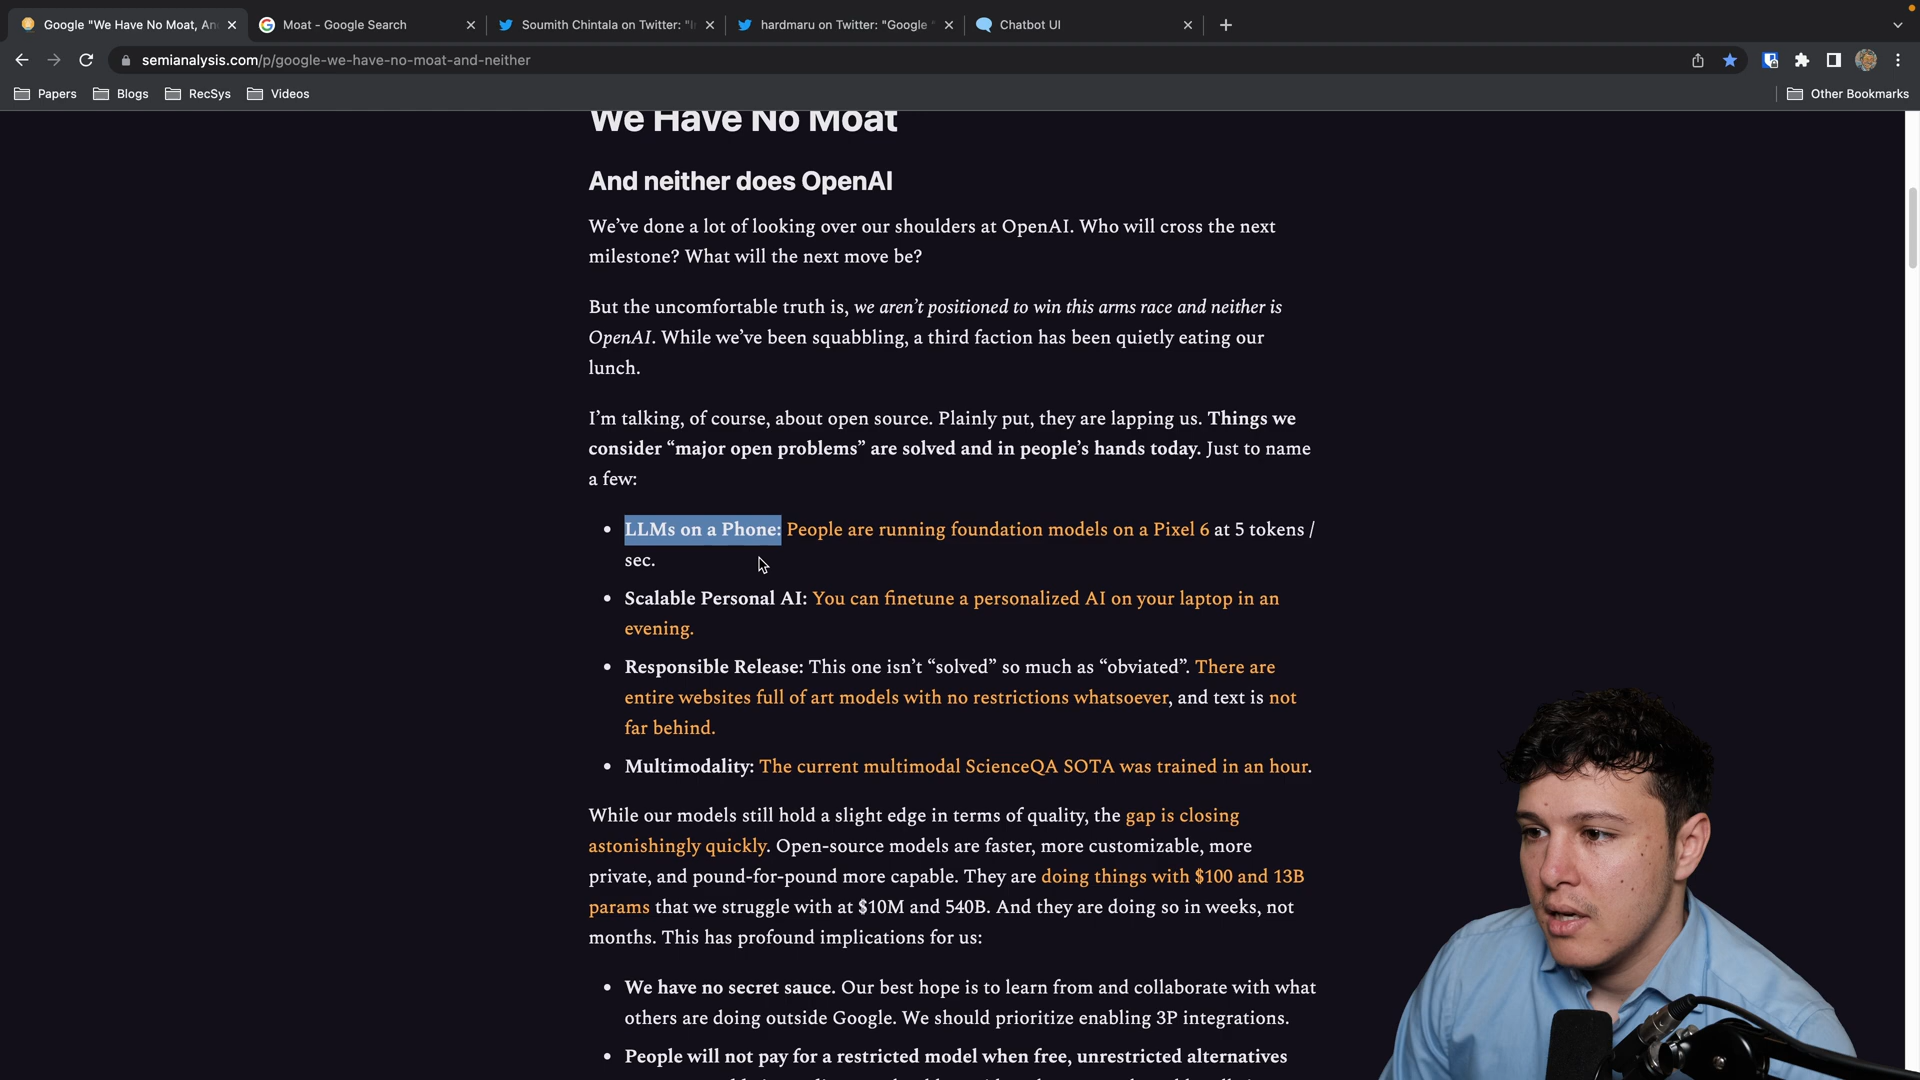 Google "We Have No Moat, An
Moat - Google Search
Soumith Chintala on Twitter: "I
hardmaru on Twitter: "Google "
Chatbot UI
semianalysis.com/p/google-we-have-no-moat-and-neither
Papers
Blogs
RecSys
Videos
Other Bookmarks
We Have No Moat
And neither does OpenAI
We’ve done a lot of looking over our shoulders at OpenAI. Who will cross the next
milestone? What will the next move be?
But the uncomfortable truth is, we aren’t positioned to win this arms race and neither is
OpenAI. While we’ve been squabbling, a third faction has been quietly eating our
lunch.
I’m talking, of course, about open source. Plainly put, they are lapping us. Things we
consider “major open problems” are solved and in people’s hands today. Just to name
a few:
• LLMs on a Phone: People are running foundation models on a Pixel 6 at 5 tokens /
sec.
• Scalable Personal AI: You can finetune a personalized AI on your laptop in an
evening.
• Responsible Release: This one isn’t “solved” so much as “obviated”. There are
entire websites full of art models with no restrictions whatsoever, and text is not
far behind.
• Multimodality: The current multimodal ScienceQA SOTA was trained in an hour.
While our models still hold a slight edge in terms of quality, the gap is closing
astonishingly quickly. Open-source models are faster, more customizable, more
private, and pound-for-pound more capable. They are doing things with $100 and 13B
params that we struggle with at $10M and 540B. And they are doing so in weeks, not
months. This has profound implications for us:
• We have no secret sauce. Our best hope is to learn from and collaborate with what
others are doing outside Google. We should prioritize enabling 3P integrations.
• People will not pay for a restricted model when free, unrestricted alternatives